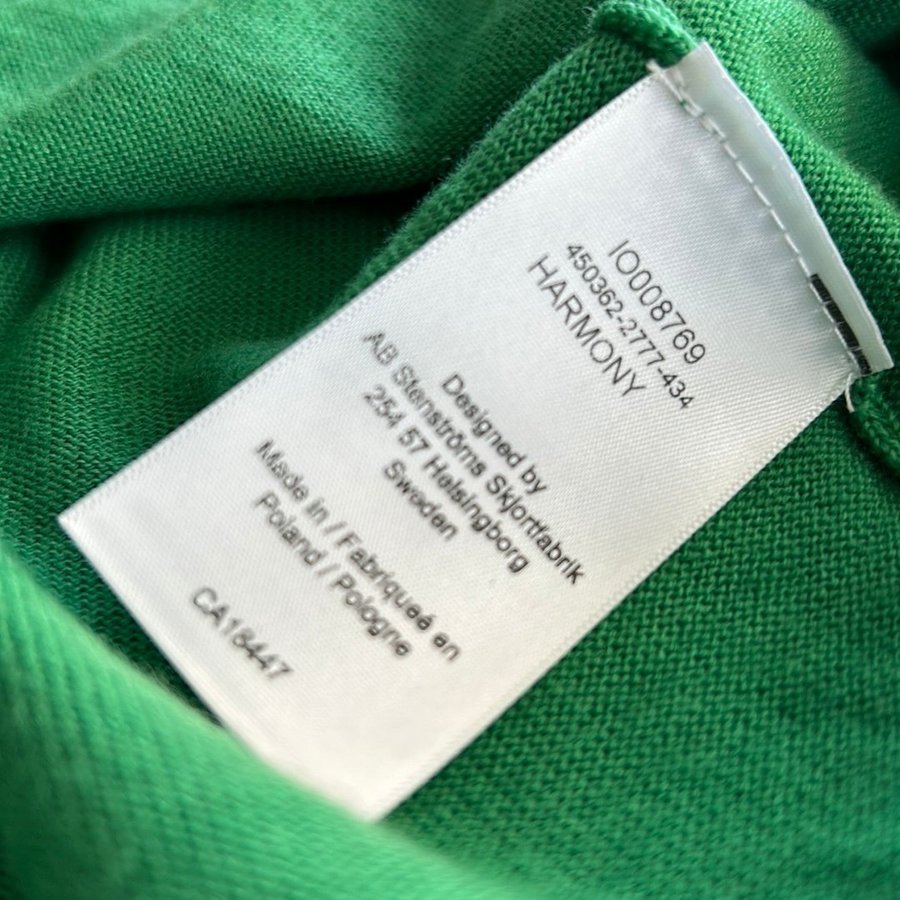 IO008769
450362-2777-434
HARMONY
Designed by
AB Stenströms Skjortfabrik
254 57 Helsingborg
Sweden
Made in / Fabriqueé en
Poland / Pologne
CA18447